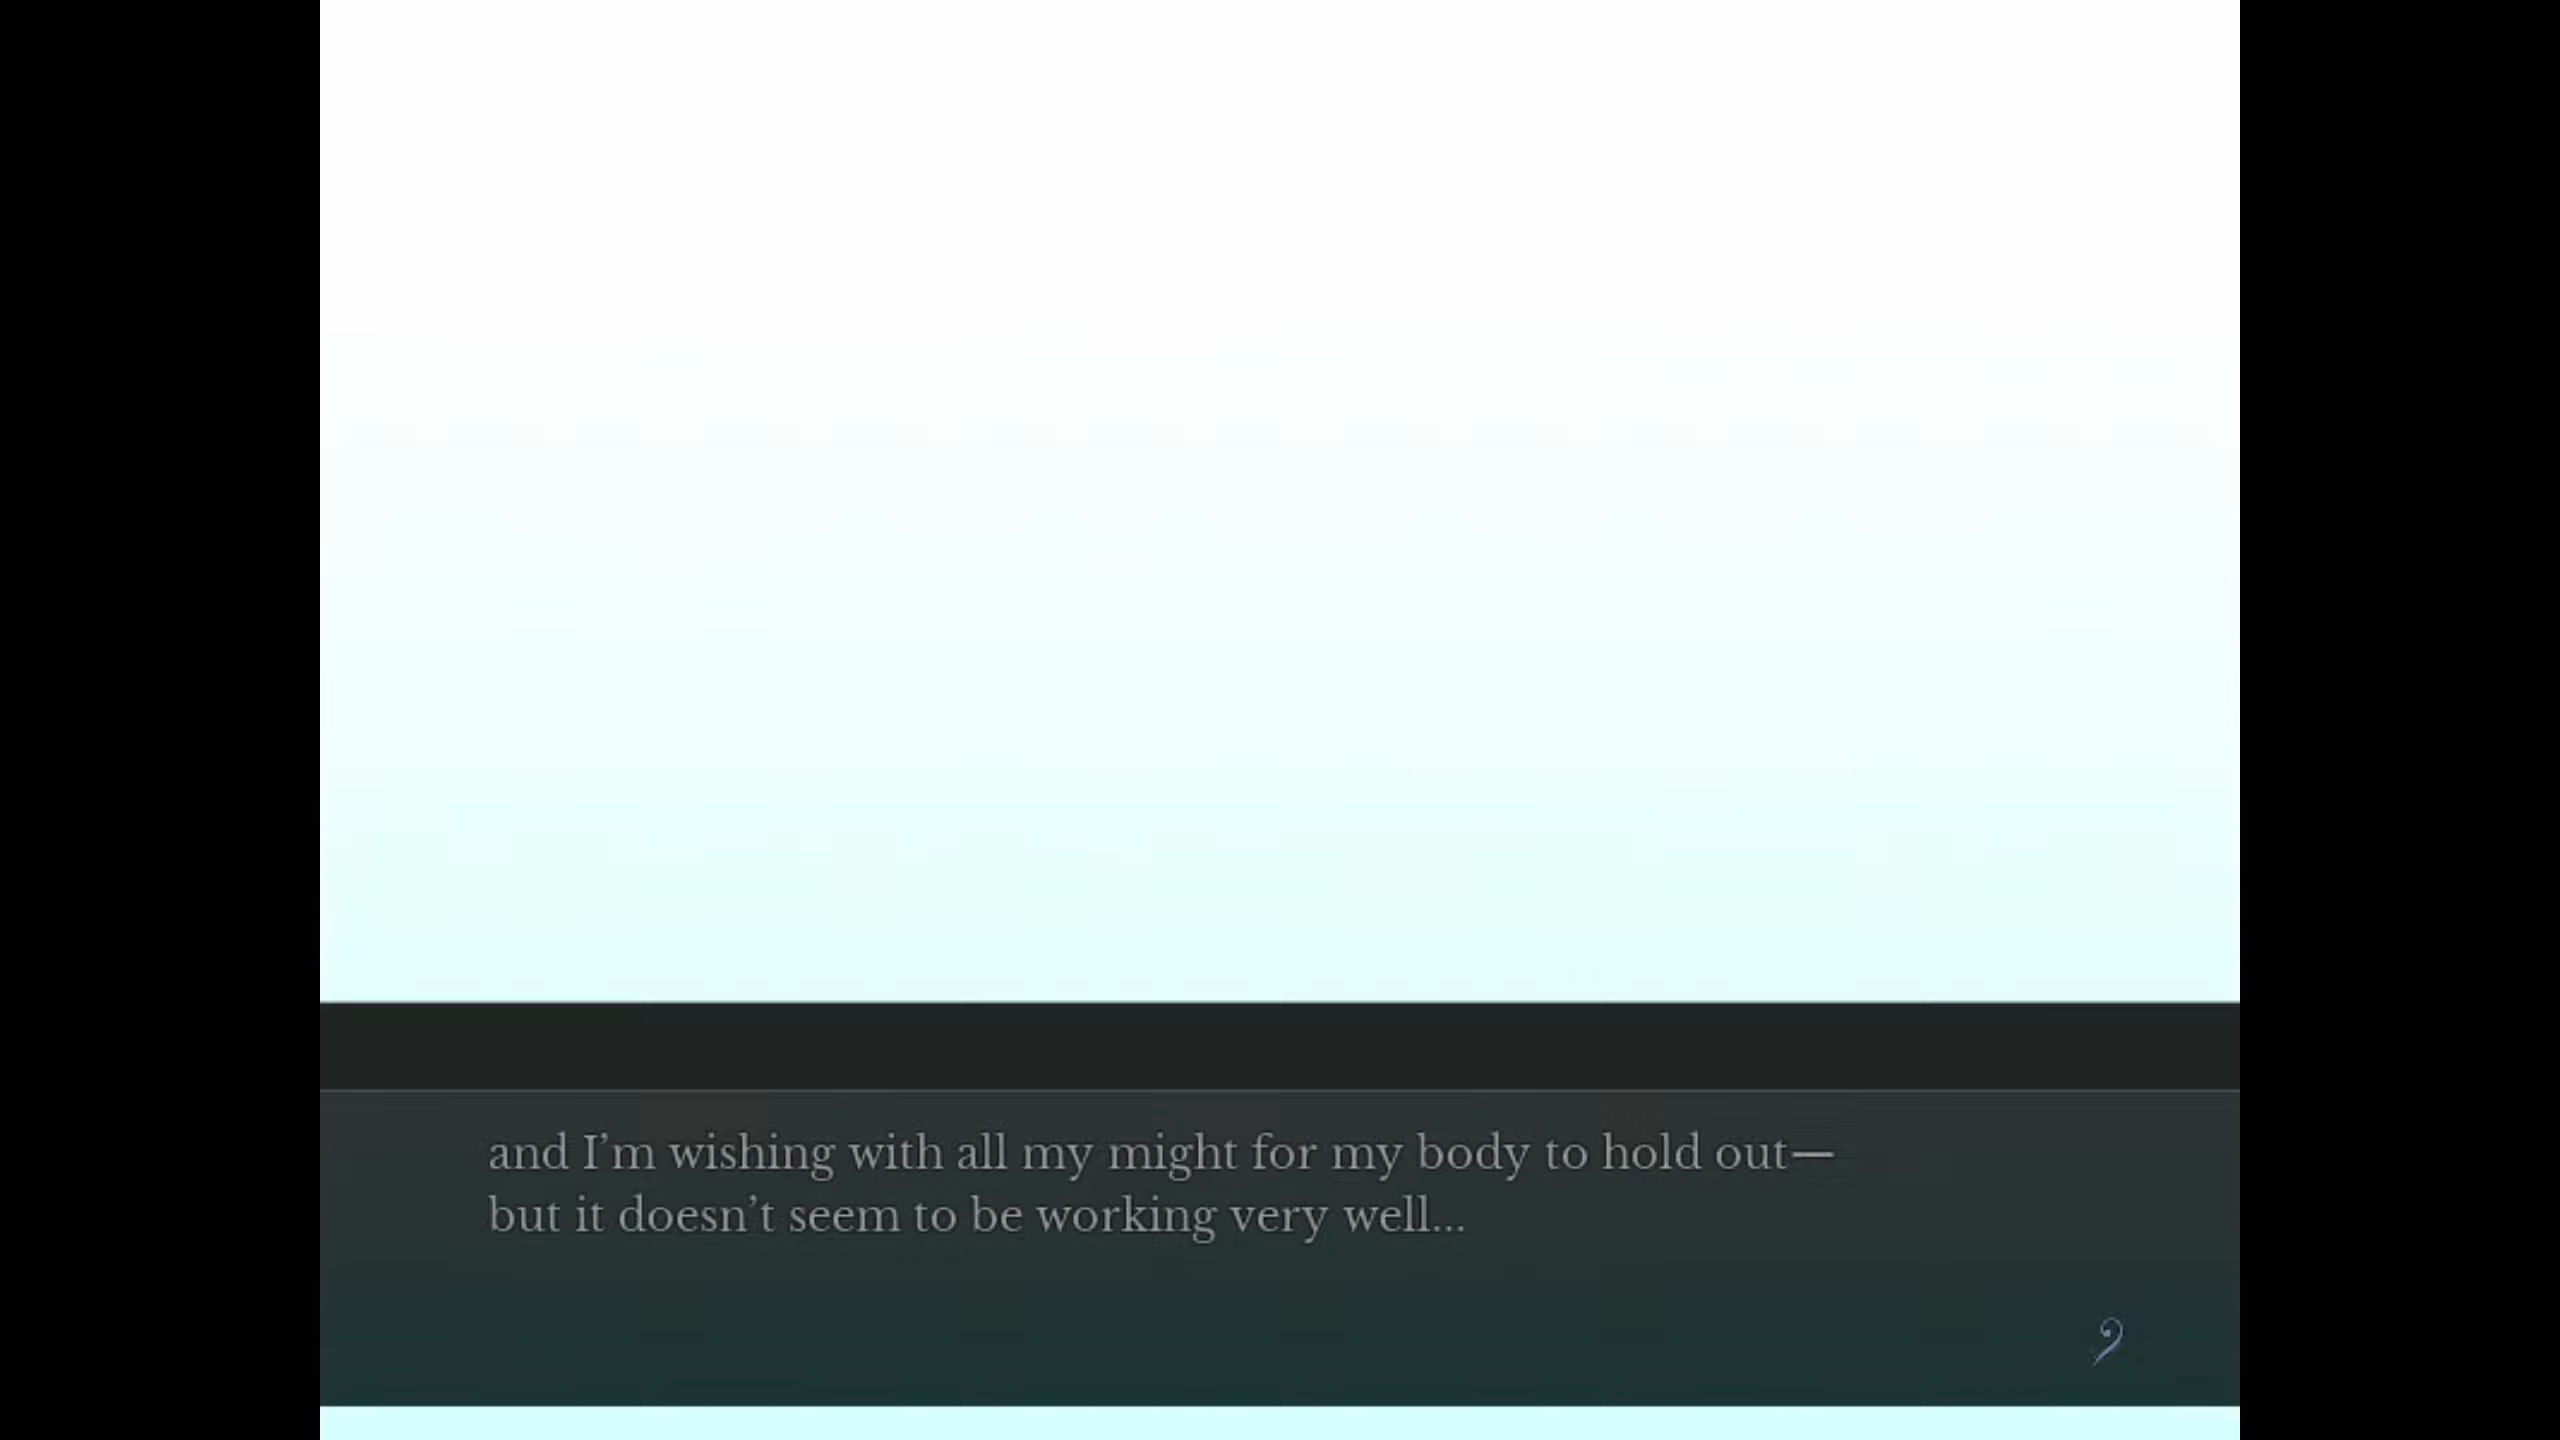 and I’m wishing with all my might for my body to hold out—
but it doesn’t seem to be working very well...